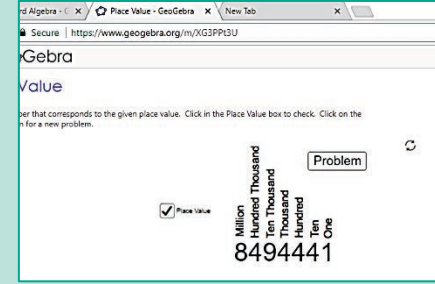 rd Algebra - G × Place Value - GeoGebra × New Tab ×
Secure | https://www.geogebra.org/m/XG3PPt3U
Gebra
Value
ber that corresponds to the given place value. Click in the Place Value box to check. Click on the
n for a new problem.
Problem
Place Value
Million
Hundred Thousand
Ten Thousand
Thousand
Hundred
Ten
One
8494441